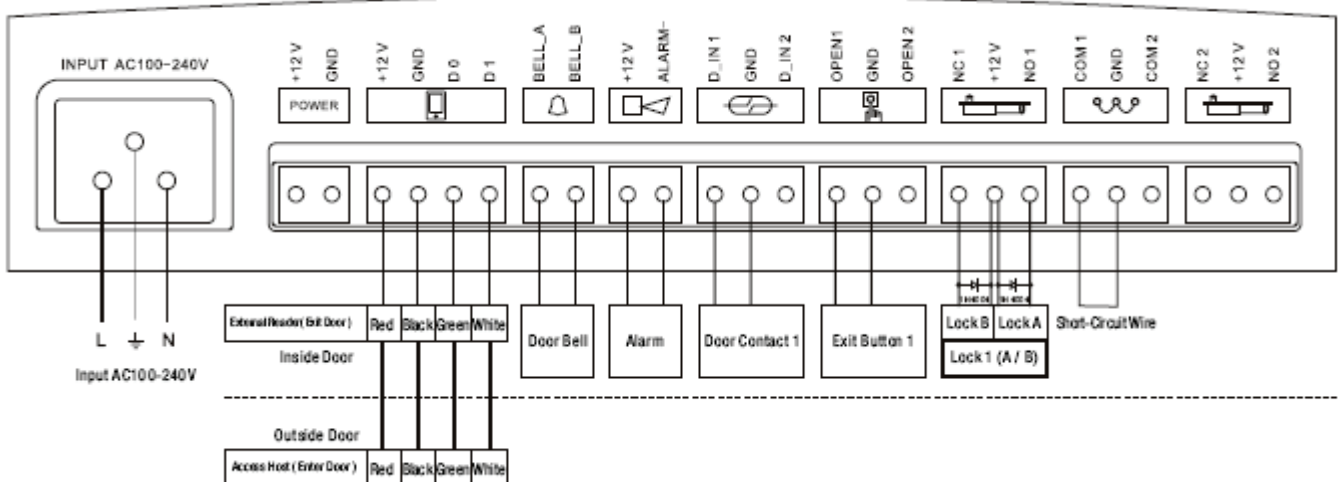 INPUT AC100-240V
+12V GND
+12V GND D0 D1
BELL_A BELL_B
+12V ALARM-
D_IN1 GND D_IN2
OPEN1 GND OPEN2
NC1 +12V NO1
COM1 GND COM2
NC2 +12V NO2
POWER
L N
Input AC100-240V
External Reader( Exit Door ) Red Black Green White
Inside Door
Door Bell
Alarm
Door Contact 1
Exit Button 1
Lock B Lock A
Lock 1 (A / B)
Short-Circuit Wire
Outside Door
Access Host ( Enter Door ) Red Black Green White